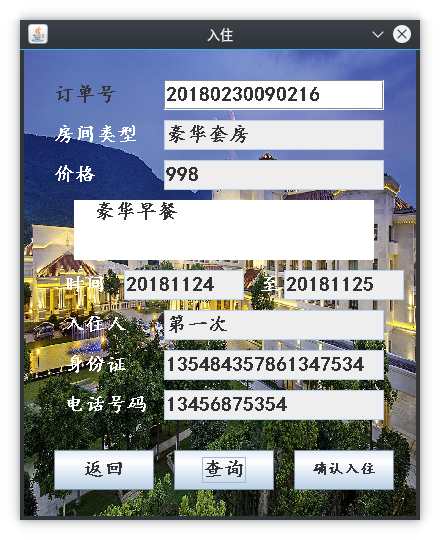 入住
订单号 20180230090216
房间类型 豪华套房
价格 998
豪华早餐
时间 20181124 至 20181125
入住人 第一次
身份证 135484357861347534
电话号码 13456875354
返回 查询 确认入住